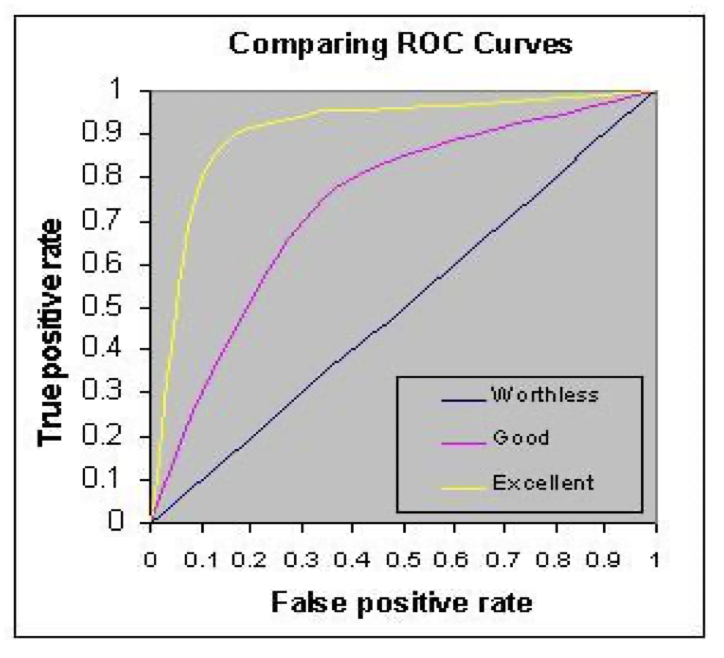 Comparing ROC Curves
1
0.9
0.8
0.7
0.6
0.5
0.4
0.3
0.2
0.1
0
True positive rate
Worthless
Good
Excellent
0 0.1 0.2 0.3 0.4 0.5 0.6 0.7 0.8 0.9 1
False positive rate